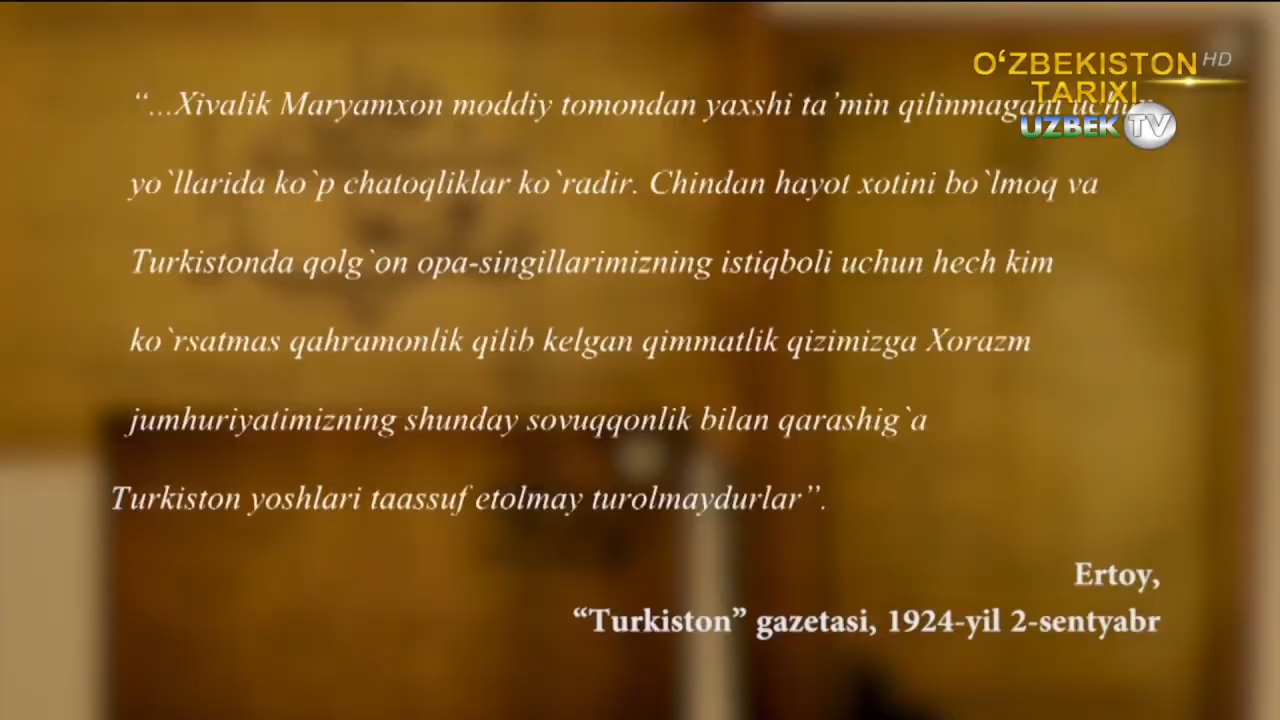 O‘ZBEKISTON HD
TARIXI
UZBEK TV
“...Xivalik Maryamxon moddiy tomondan yaxshi ta’min qilinmagani
yo`llarida ko`p chatoqliklar ko`radir. Chindan hayot xotini bo`lmoq va
Turkistonda qolg`on opa-singillarimizning istiqboli uchun hech kim
ko`rsatmas qahramonlik qilib kelgan qimmatlik qizimizga Xorazm
jumhuriyatimizning shunday sovuqqonlik bilan qarashig`a
Turkiston yoshlari taassuf etolmay turolmaydurlar”.
Ertoy,
“Turkiston” gazetasi, 1924-yil 2-sentyabr